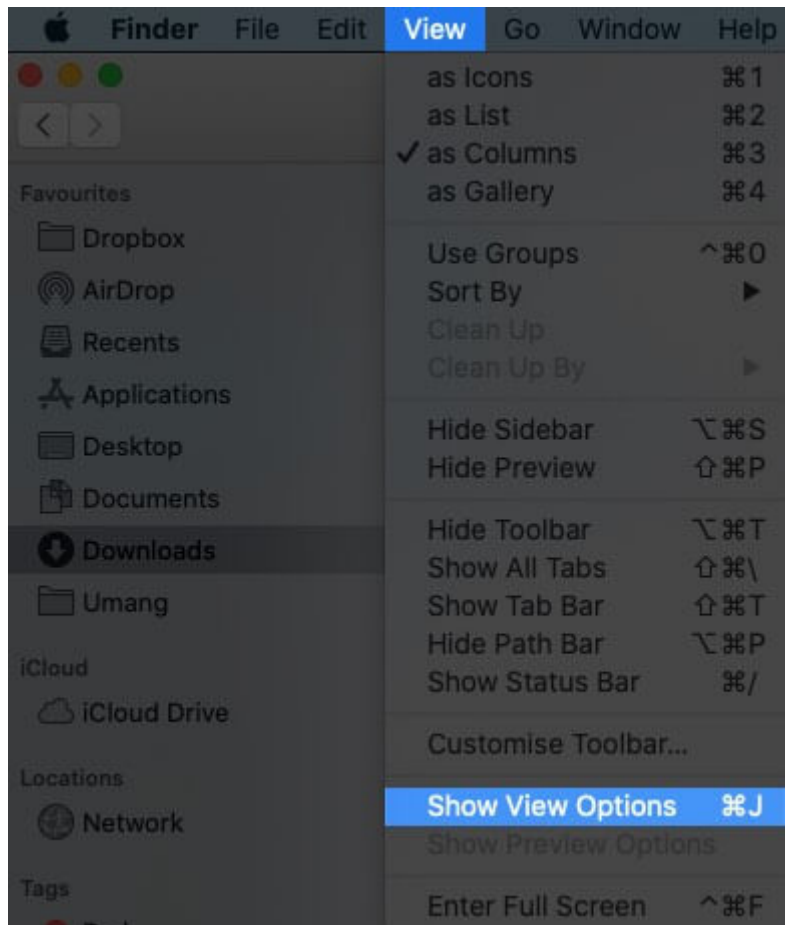 Finder File Edit View Go Window Help
Favourites
Dropbox
AirDrop
Recents
Applications
Desktop
Documents
Downloads
Umang
iCloud
iCloud Drive
Locations
Network
Tags
as Icons ⌘1
as List ⌘2
✓ as Columns ⌘3
as Gallery ⌘4
Use Groups ^⌘0
Sort By ▶
Clean Up
Clean Up By ▶
Hide Sidebar ⌥⌘S
Hide Preview ⇧⌘P
Hide Toolbar ⌥⌘T
Show All Tabs ⇧⌘\
Show Tab Bar ⇧⌘T
Hide Path Bar ⌥⌘P
Show Status Bar ⌘/
Customise Toolbar...
Show View Options ⌘J
Show Preview Options
Enter Full Screen ^⌘F